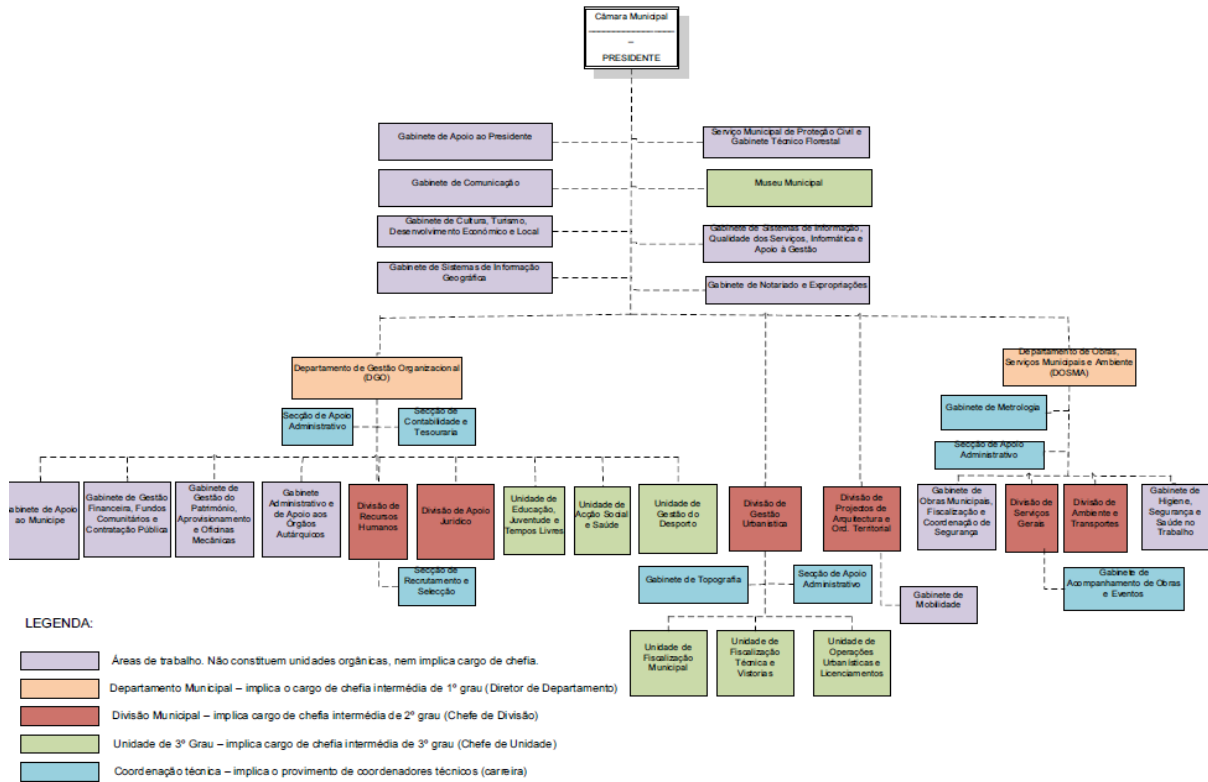 Câmara Municipal
--------------------
–
PRESIDENTE
Gabinete de Apoio ao Presidente
Serviço Municipal de Proteção Civil e
Gabinete Técnico Florestal
Gabinete de Comunicação
Museu Municipal
Gabinete de Cultura, Turismo,
Desenvolvimento Económico e Local
Gabinete de Sistemas de Informação,
Qualidade dos Serviços, Informática e
Apoio à Gestão
Gabinete de Sistemas de Informação
Geográfica
Gabinete de Notariado e Expropriações
Departamento de Gestão Organizacional
(DGO)
Departamento de Obras,
Serviços Municipais e Ambiente
(DOSMA)
Secção de Apoio
Administrativo
Secção de
Contabilidade e
Tesouraria
Gabinete de Metrologia
Secção de Apoio
Administrativo
Gabinete de Apoio
ao Munícipe
Gabinete de Gestão
Financeira, Fundos
Comunitários e
Contratação Pública
Gabinete de
Gestão do
Património,
Aprovisionamento
e Oficinas
Mecânicas
Gabinete
Administrativo e
de Apoio aos
Órgãos
Autárquicos
Divisão de
Recursos
Humanos
Divisão de Apoio
Jurídico
Unidade de
Educação,
Juventude e
Tempos Livres
Unidade de
Acção Social
e Saúde
Unidade de
Gestão do
Desporto
Divisão de
Gestão
Urbanística
Divisão de
Projectos de
Arquitectura e
Ord. Territorial
Gabinete de
Obras Municipais,
Fiscalização e
Coordenação de
Segurança
Divisão de
Serviços
Gerais
Divisão de
Ambiente e
Transportes
Gabinete de
Higiene,
Segurança e
Saúde no
Trabalho
Secção de
Recrutamento e
Selecção
Gabinete de Topografia
Secção de Apoio
Administrativo
Gabinete de
Mobilidade
Gabinete de
Acompanhamento de Obras
e Eventos
Unidade de
Fiscalização
Municipal
Unidade de
Fiscalização
Técnica e
Vistorias
Unidade de
Operações
Urbanísticas e
Licenciamentos
LEGENDA:
Áreas de trabalho. Não constituem unidades orgânicas, nem implica cargo de chefia.
Departamento Municipal – implica o cargo de chefia intermédia de 1º grau (Diretor de Departamento)
Divisão Municipal – implica cargo de chefia intermédia de 2º grau (Chefe de Divisão)
Unidade de 3º Grau – implica cargo de chefia intermédia de 3º grau (Chefe de Unidade)
Coordenação técnica – implica o provimento de coordenadores técnicos (carreira)